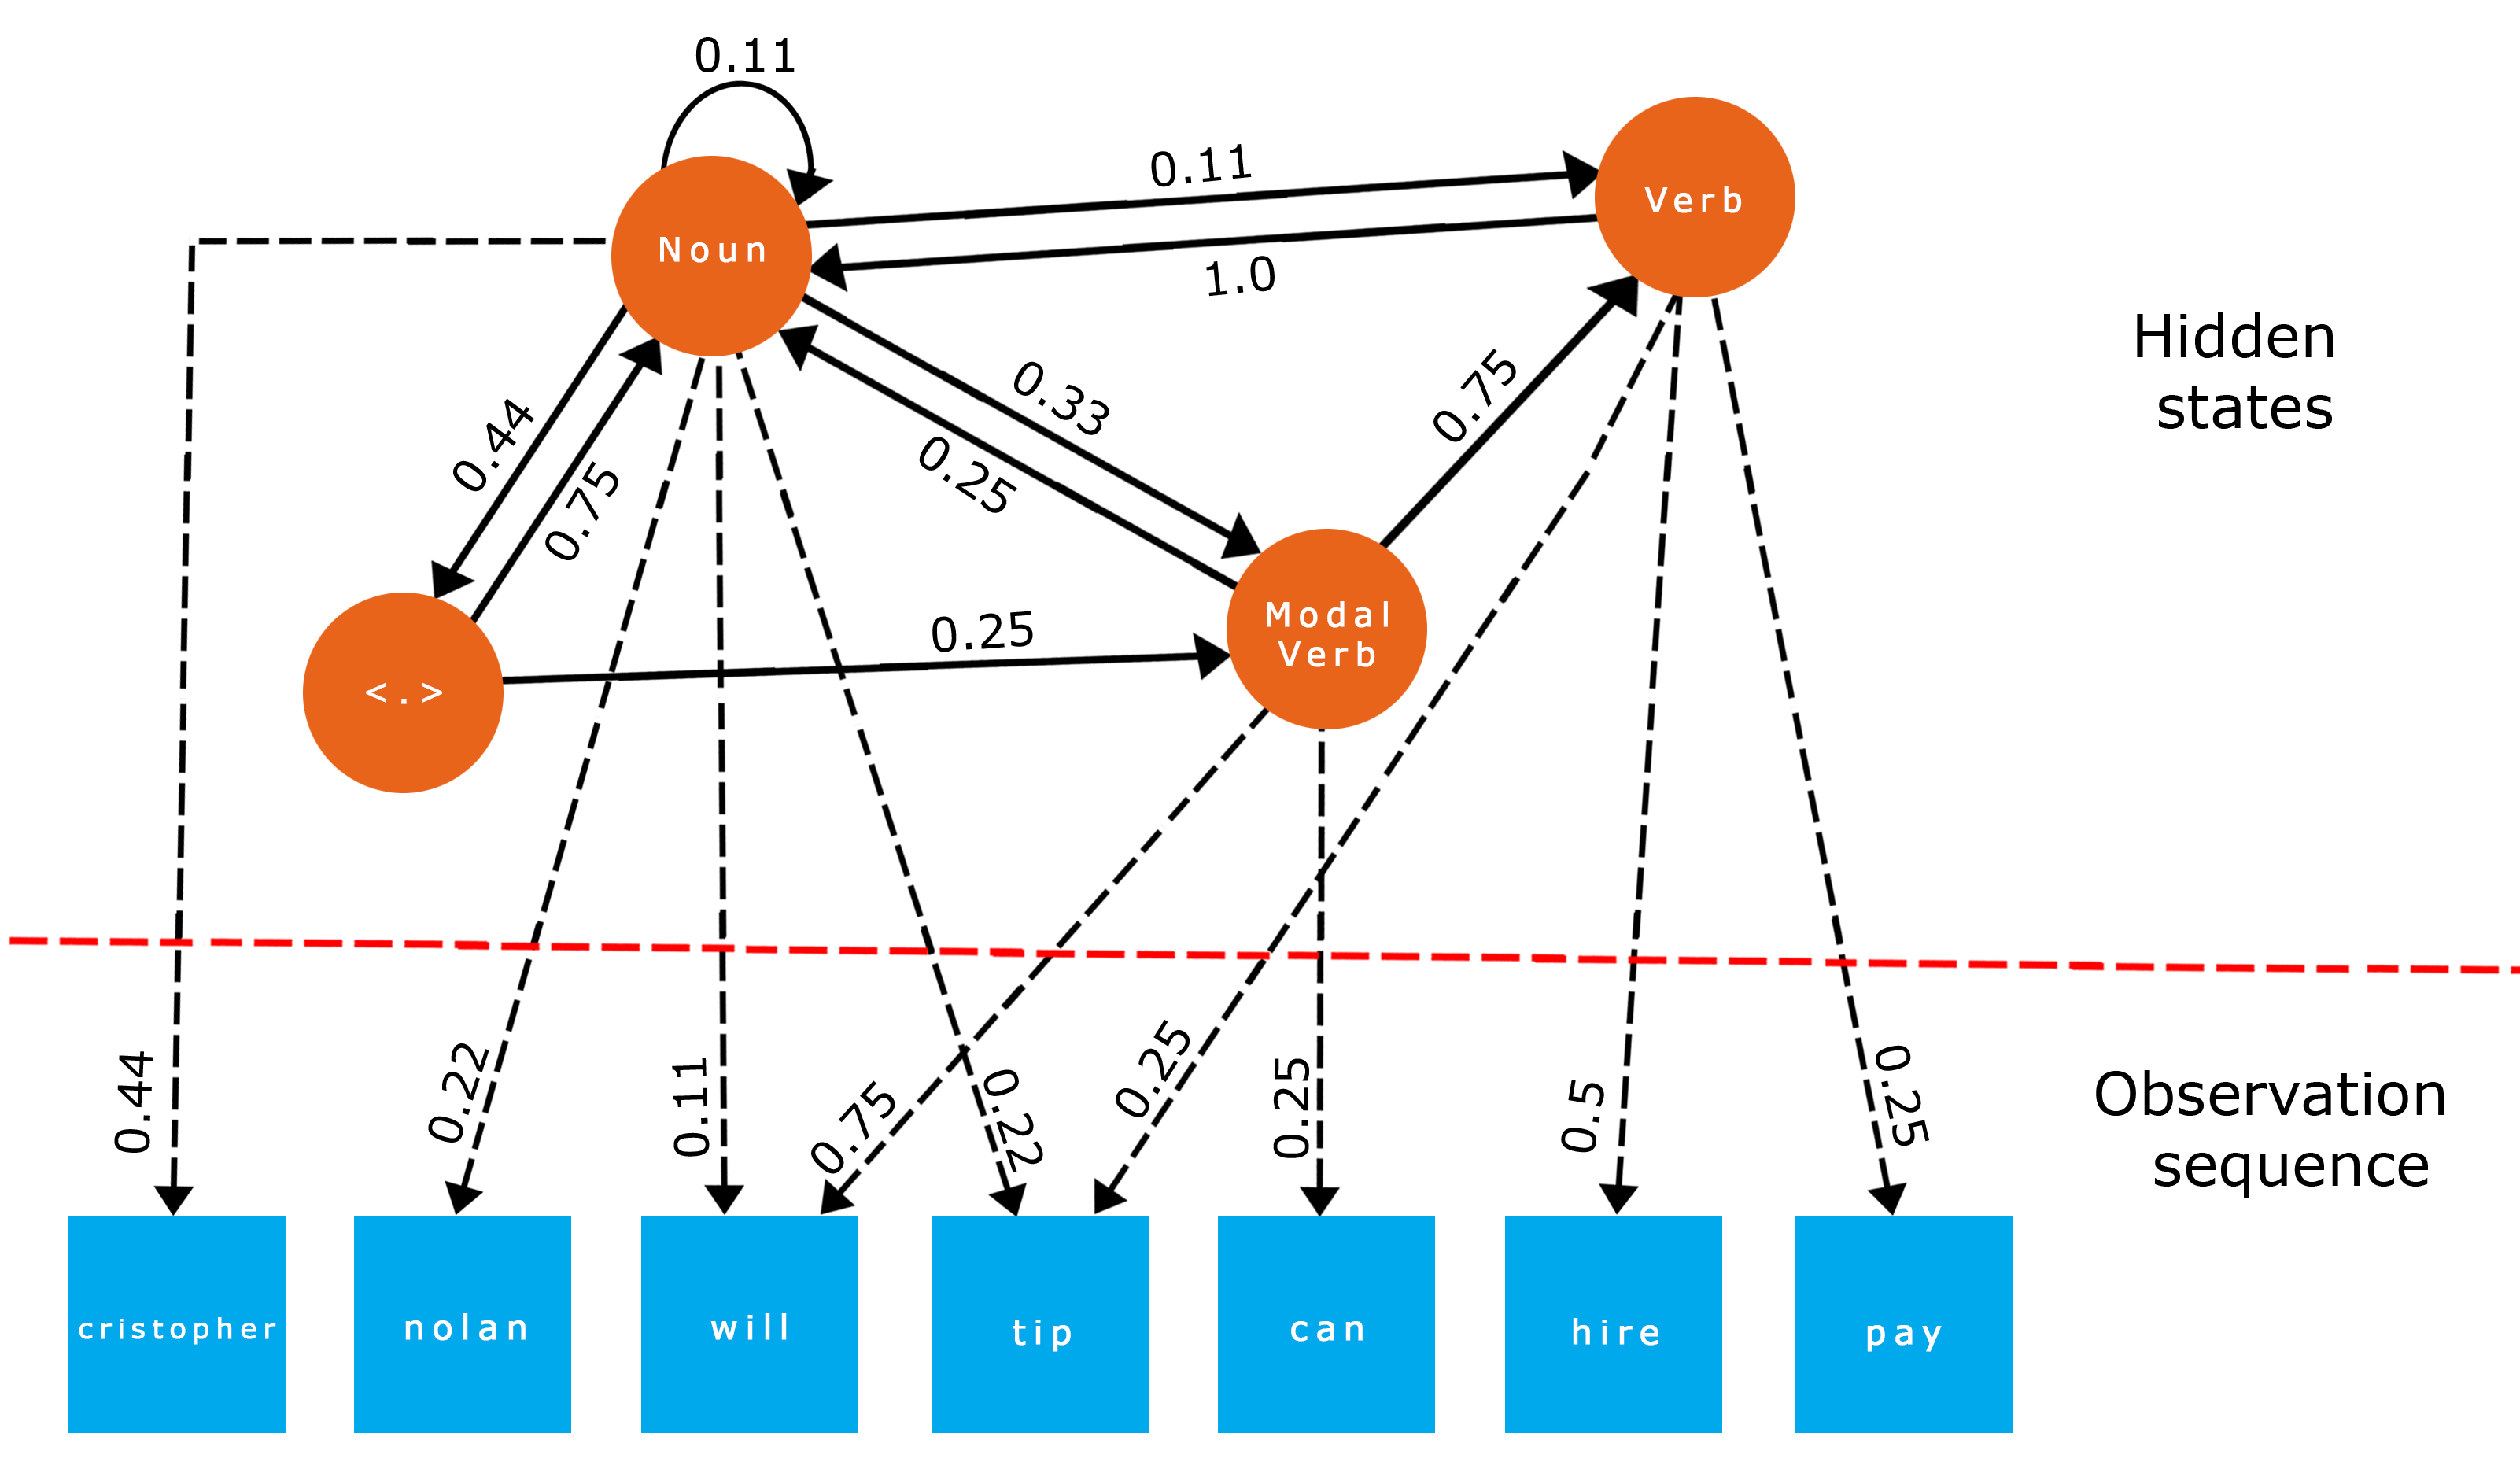 0.11
0.11
Verb
Noun
1.0
Hidden
states
0.33
0.75
0.44
0.25
0.75
0.25
Modal
Verb
<.>
0.44
0.22
0.11
0.75
0.22
0.25
0.25
0.5
0.25
Observation
sequence
cristopher
nolan
will
tip
can
hire
pay